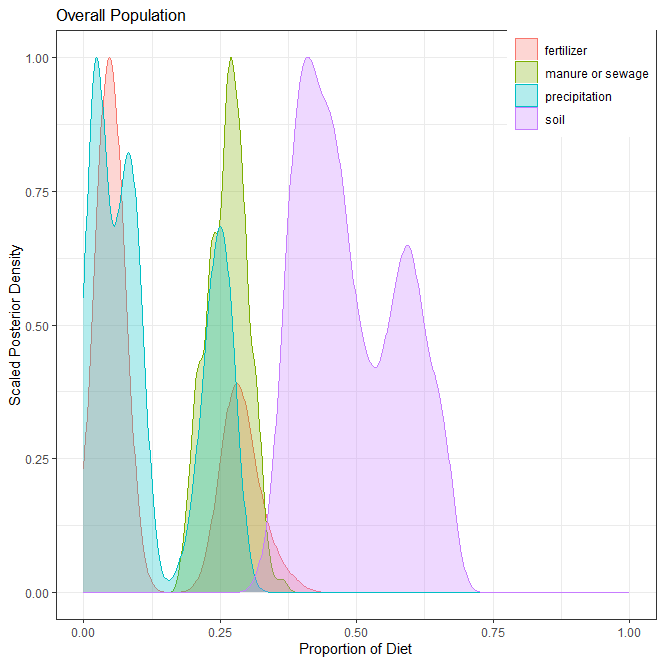 Overall Population
fertilizer
manure or sewage
precipitation
soil
1.00
0.75
0.50
0.25
0.00
Scaled Posterior Density
0.00 0.25 0.50 0.75 1.00
Proportion of Diet